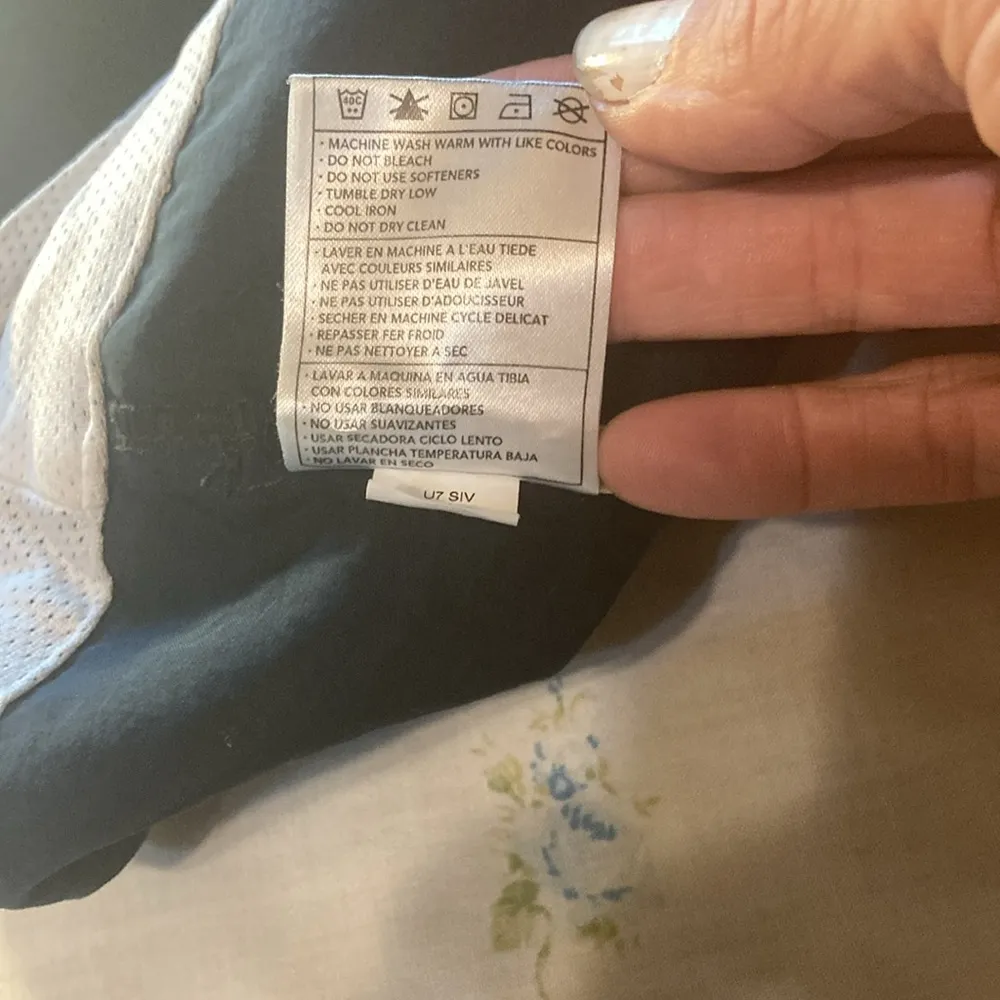 40C
• MACHINE WASH WARM WITH LIKE COLORS
• DO NOT BLEACH
• DO NOT USE SOFTENERS
• TUMBLE DRY LOW
• COOL IRON
• DO NOT DRY CLEAN
• LAVER EN MACHINE A L'EAU TIEDE
AVEC COULEURS SIMILAIRES
• NE PAS UTILISER D'EAU DE JAVEL
• NE PAS UTILISER D'ADOUCISSEUR
• SECHER EN MACHINE CYCLE DELICAT
• REPASSER FER FROID
• NE PAS NETTOYER A SEC
• LAVAR A MAQUINA EN AGUA TIBIA
CON COLORES SIMILARES
• NO USAR BLANQUEADORES
• NO USAR SUAVIZANTES
• USAR SECADORA CICLO LENTO
• USAR PLANCHA TEMPERATURA BAJA
• NO LAVAR EN SECO
U7 SIV